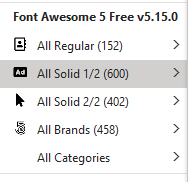 Font Awesome 5 Free v5.15.0
All Regular (152)
Ad All Solid 1/2 (600)
All Solid 2/2 (402)
All Brands (458)
All Categories